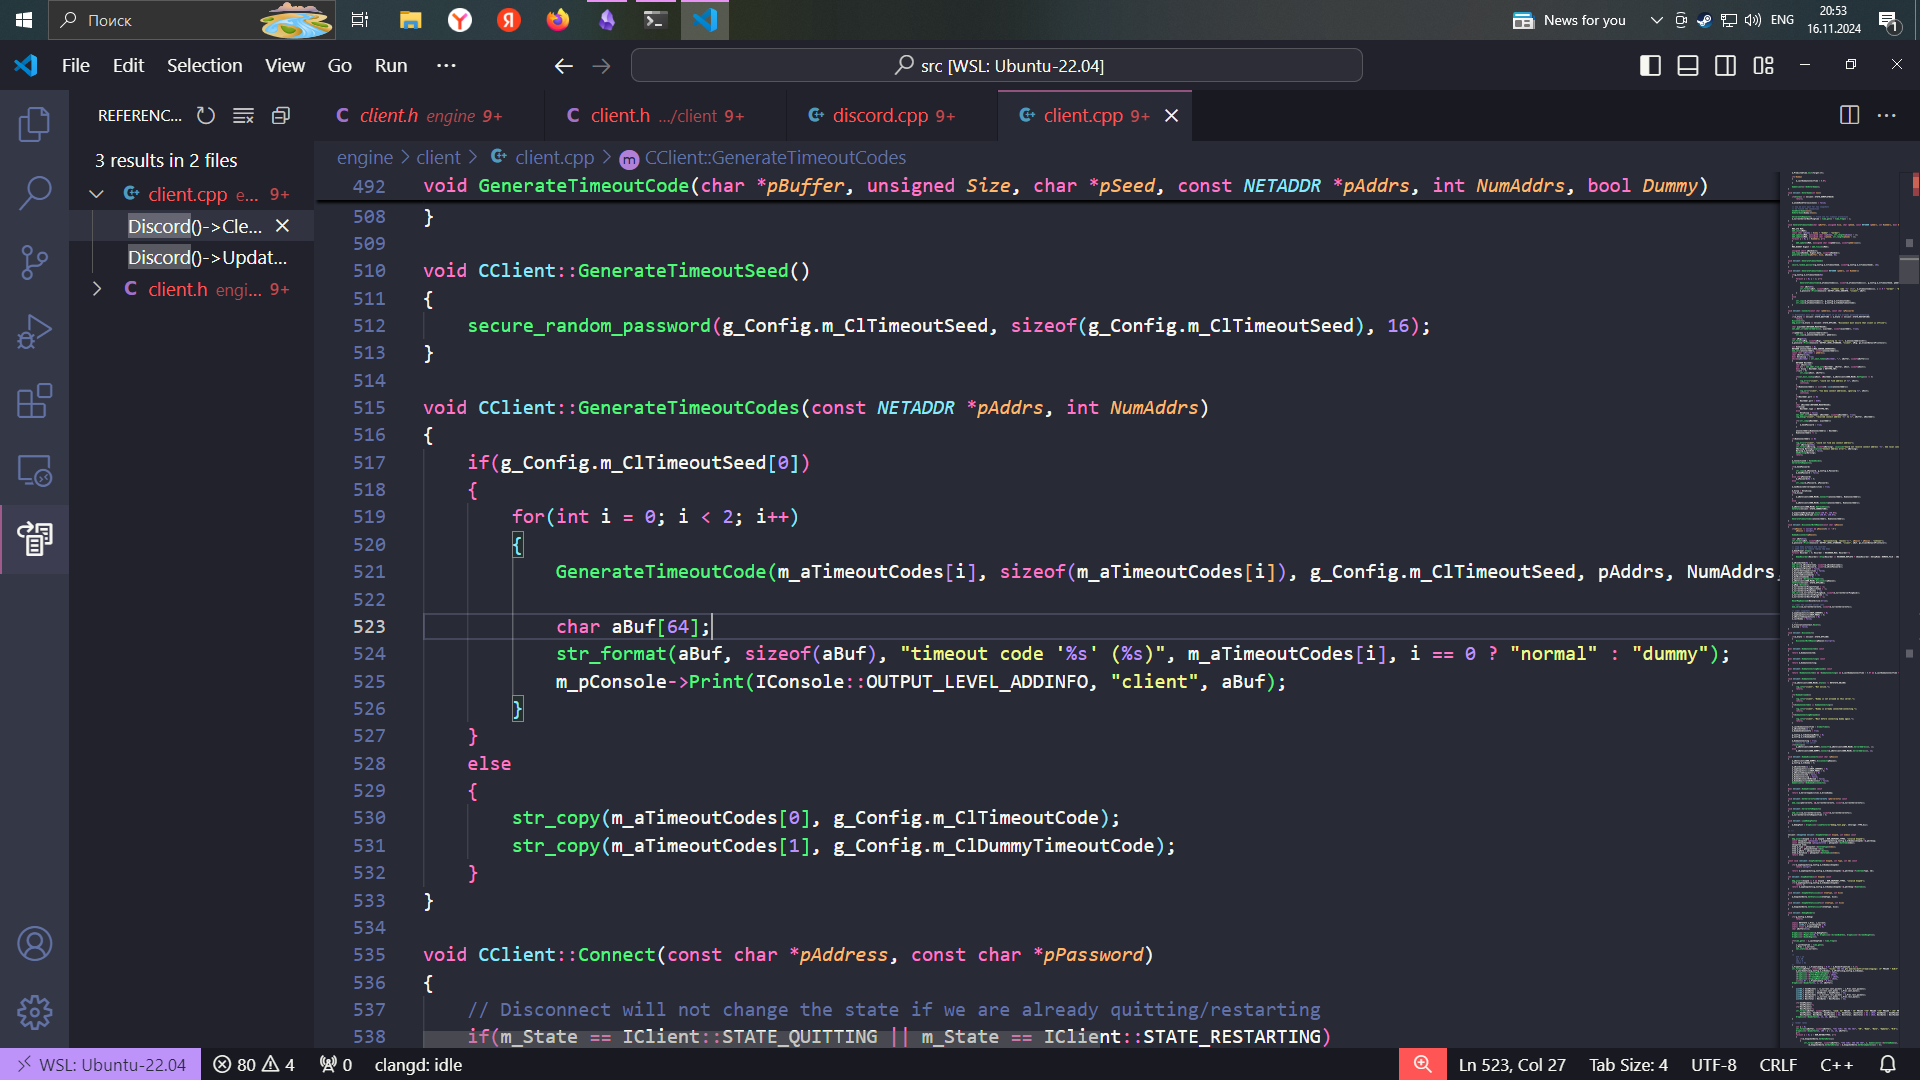 Поиск
News for you
ENG
20:53
16.11.2024
1
File Edit Selection View Go Run ...
src [WSL: Ubuntu-22.04]
REFERENC...
C client.h engine 9+
C client.h .../client 9+
discord.cpp 9+
client.cpp 9+
3 results in 2 files
client.cpp e... 9+
Discord()->Cle...
Discord()->Updat...
C client.h engi... 9+
engine > client > client.cpp > m CClient::GenerateTimeoutCodes
492 void GenerateTimeoutCode(char *pBuffer, unsigned Size, char *pSeed, const NETADDR *pAddrs, int NumAddrs, bool Dummy)
508 }
509
510 void CClient::GenerateTimeoutSeed()
511 {
512 secure_random_password(g_Config.m_ClTimeoutSeed, sizeof(g_Config.m_ClTimeoutSeed), 16);
513 }
514
515 void CClient::GenerateTimeoutCodes(const NETADDR *pAddrs, int NumAddrs)
516 {
517 if(g_Config.m_ClTimeoutSeed[0])
518 {
519 for(int i = 0; i < 2; i++)
520 {
521 GenerateTimeoutCode(m_aTimeoutCodes[i], sizeof(m_aTimeoutCodes[i]), g_Config.m_ClTimeoutSeed, pAddrs, NumAddrs,
522
523 char aBuf[64];
524 str_format(aBuf, sizeof(aBuf), "timeout code '%s' (%s)", m_aTimeoutCodes[i], i == 0 ? "normal" : "dummy");
525 m_pConsole->Print(IConsole::OUTPUT_LEVEL_ADDINFO, "client", aBuf);
526 }
527 }
528 else
529 {
530 str_copy(m_aTimeoutCodes[0], g_Config.m_ClTimeoutCode);
531 str_copy(m_aTimeoutCodes[1], g_Config.m_ClDummyTimeoutCode);
532 }
533 }
534
535 void CClient::Connect(const char *pAddress, const char *pPassword)
536 {
537 // Disconnect will not change the state if we are already quitting/restarting
538 if(m_State == IClient::STATE_QUITTING || m_State == IClient::STATE_RESTARTING)
WSL: Ubuntu-22.04
80 4
0
clangd: idle
Ln 523, Col 27
Tab Size: 4
UTF-8
CRLF
C++